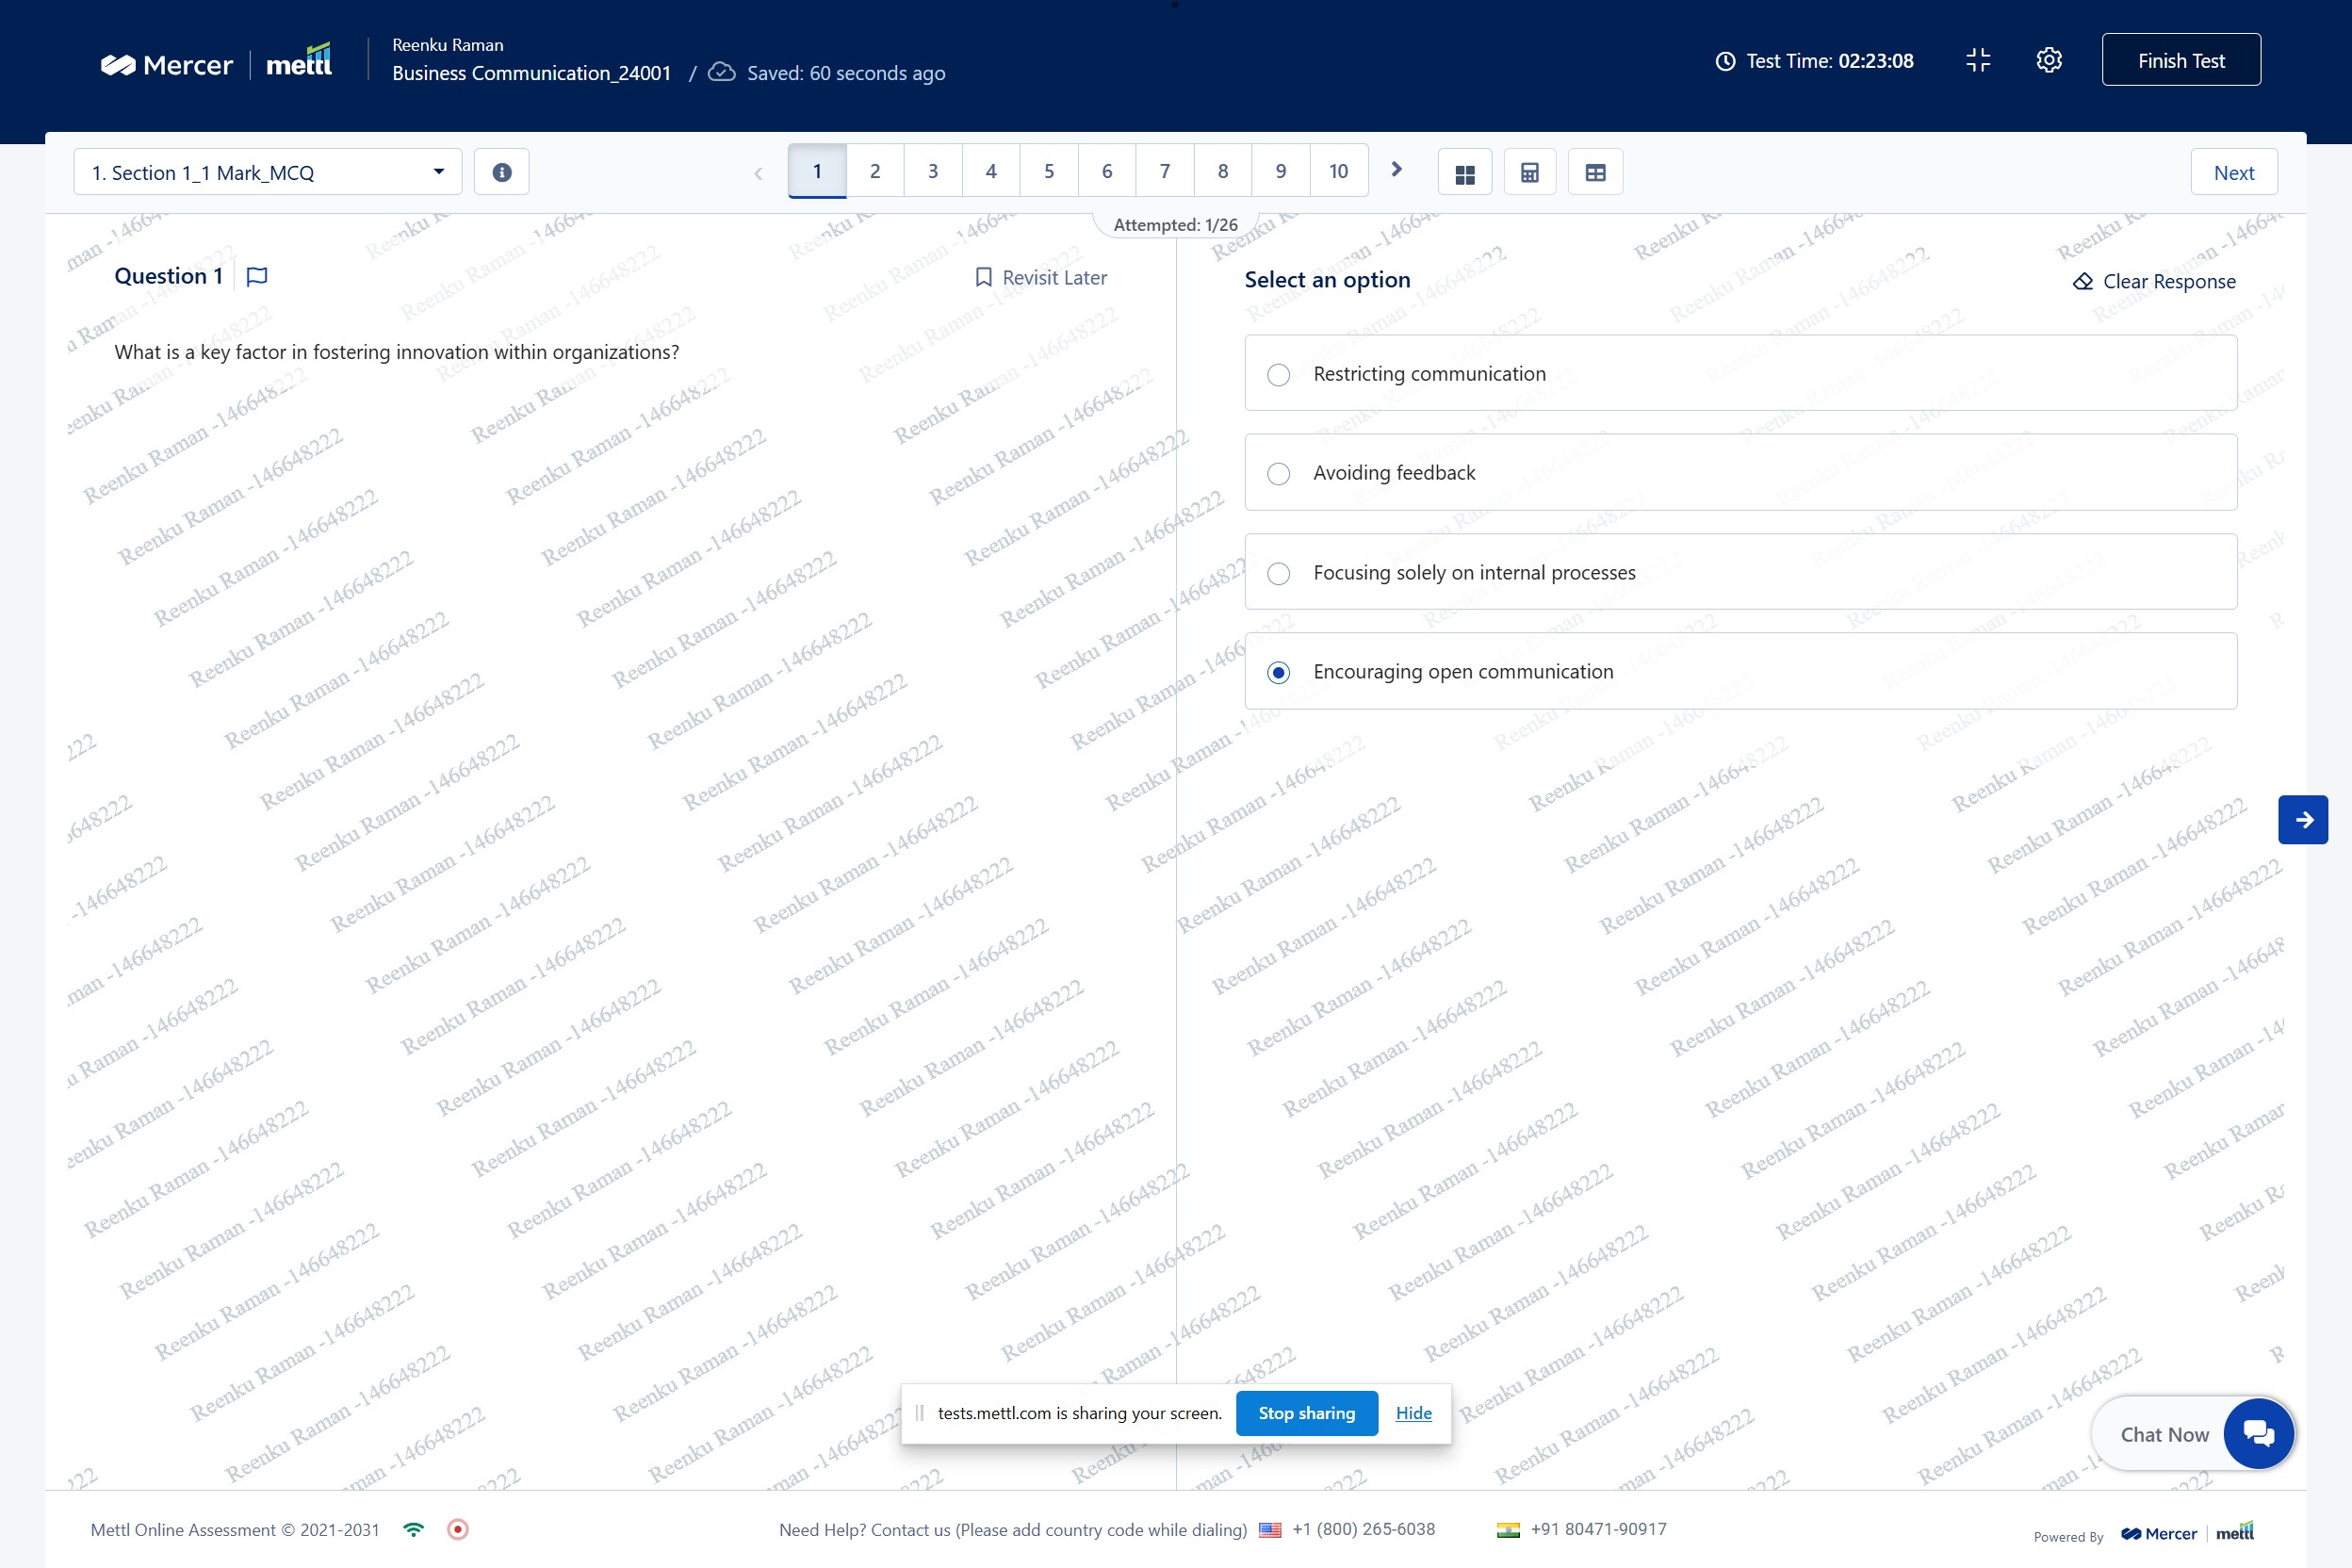 Mercer | mettl
Reenku Raman
Business Communication_24001 / Saved: 60 seconds ago
Test Time: 02:23:08
Finish Test
1. Section 1_1 Mark_MCQ
1 2 3 4 5 6 7 8 9 10
Next
Attempted: 1/26
Question 1
Revisit Later
What is a key factor in fostering innovation within organizations?
Select an option
Clear Response
Restricting communication
Avoiding feedback
Focusing solely on internal processes
Encouraging open communication
Reenku Raman -146648222
tests.mettl.com is sharing your screen.
Stop sharing
Hide
Chat Now
Mettl Online Assessment © 2021-2031
Need Help? Contact us (Please add country code while dialing) +1 (800) 265-6038 +91 80471-90917
Powered By Mercer | mettl